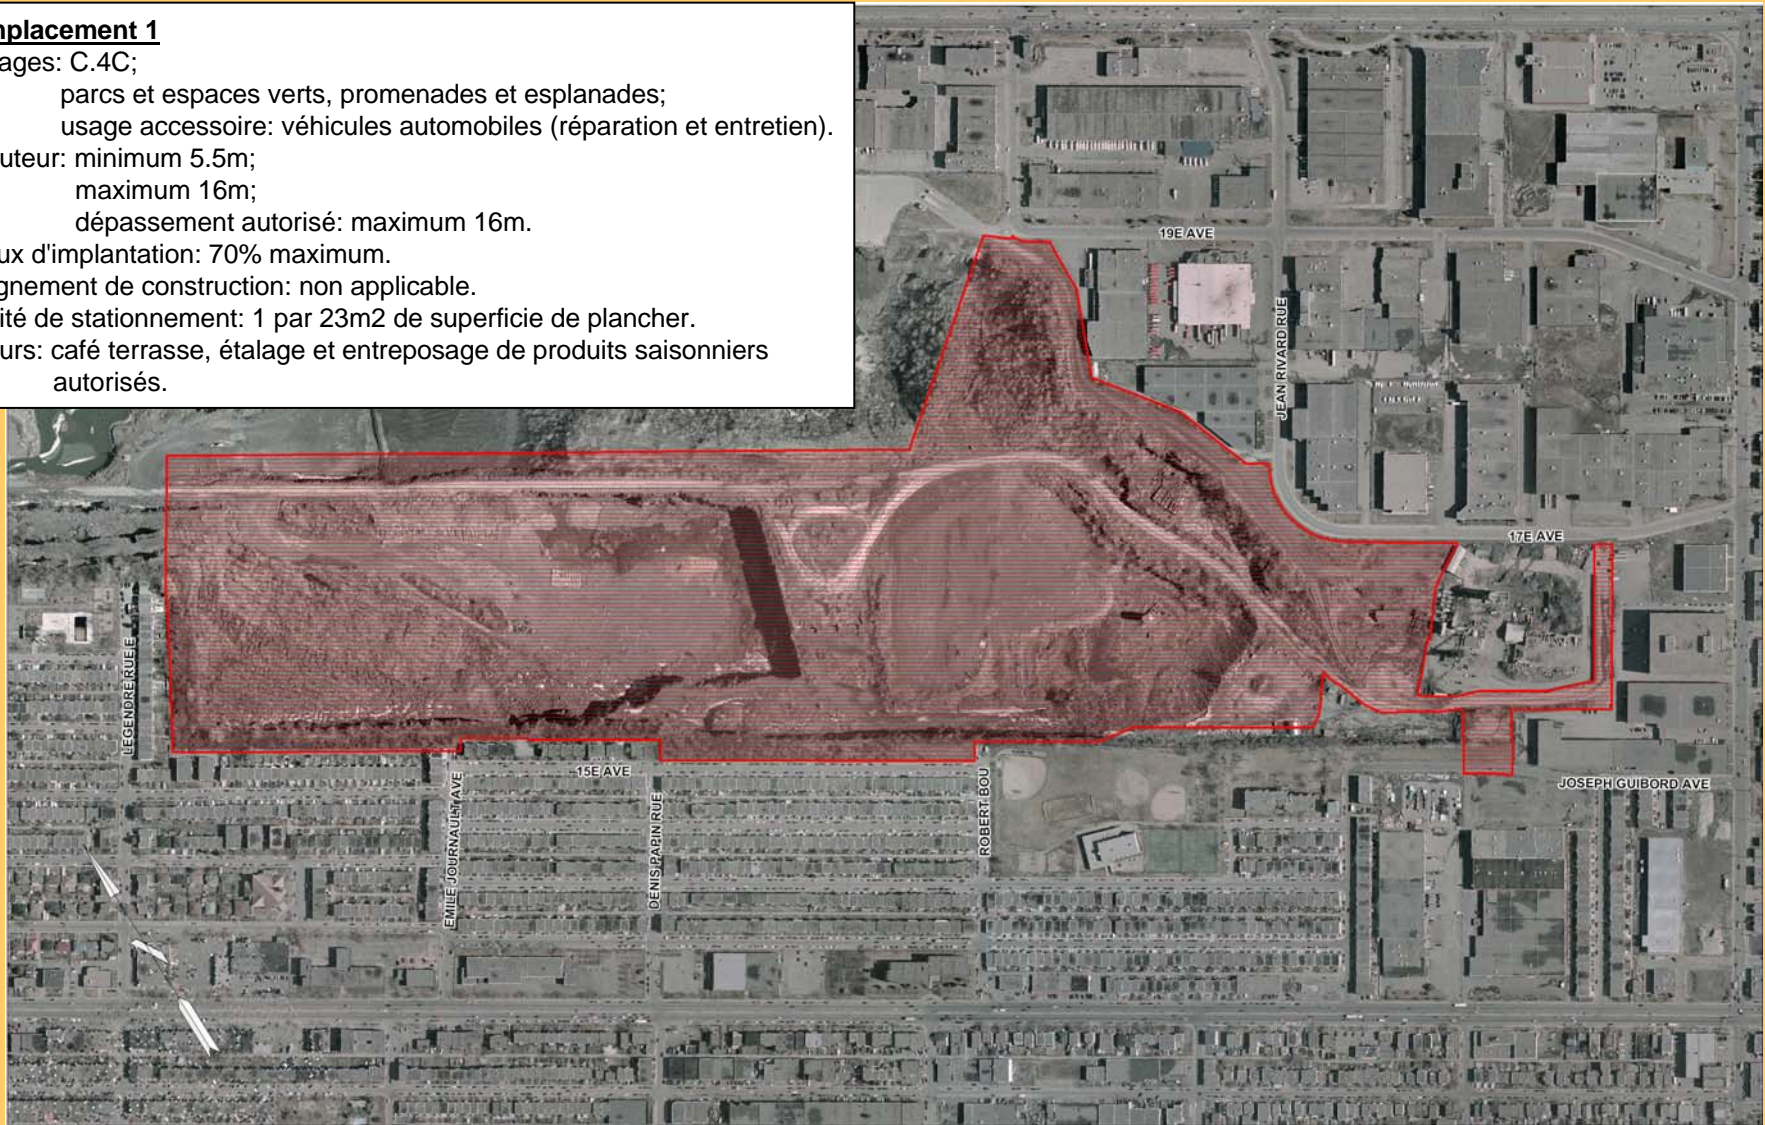 nplacement 1
ages: C.4C;
parcs et espaces verts, promenades et esplanades;
usage accessoire: véhicules automobiles (réparation et entretien).
uteur: minimum 5.5m;
maximum 16m;
dépassement autorisé: maximum 16m.
ux d'implantation: 70% maximum.
gnement de construction: non applicable.
ité de stationnement: 1 par 23m2 de superficie de plancher.
urs: café terrasse, étalage et entreposage de produits saisonniers
autorisés.
19E AVE
JEAN RIVARD RUE
17E AVE
LEGENDRE RUE E
15E AVE
EMILE JOURNAULT AVE
DENIS PAPIN RUE
ROBERT BOU
JOSEPH GUIBORD AVE